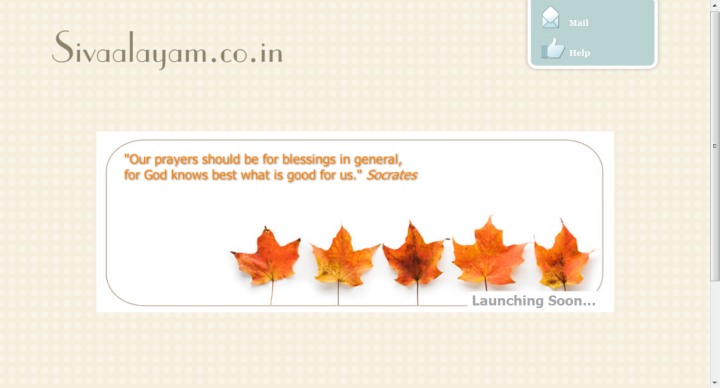 Sivaalayam.co.in
Mail
Help
"Our prayers should be for blessings in general,
for God knows best what is good for us." Socrates
Launching Soon...